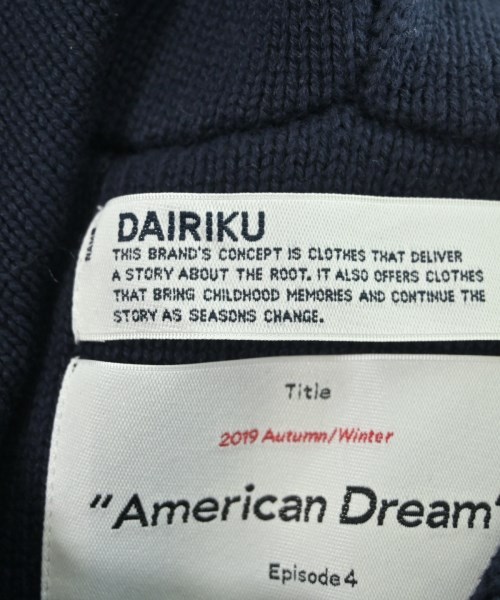 DAIRIKU
THIS BRAND'S CONCEPT IS CLOTHES THAT DELIVER
A STORY ABOUT THE ROOT. IT ALSO OFFERS CLOTHES
THAT BRING CHILDHOOD MEMORIES AND CONTINUE THE
STORY AS SEASONS CHANGE.
Title
2019 Autumn/Winter
"American Dream"
Episode 4